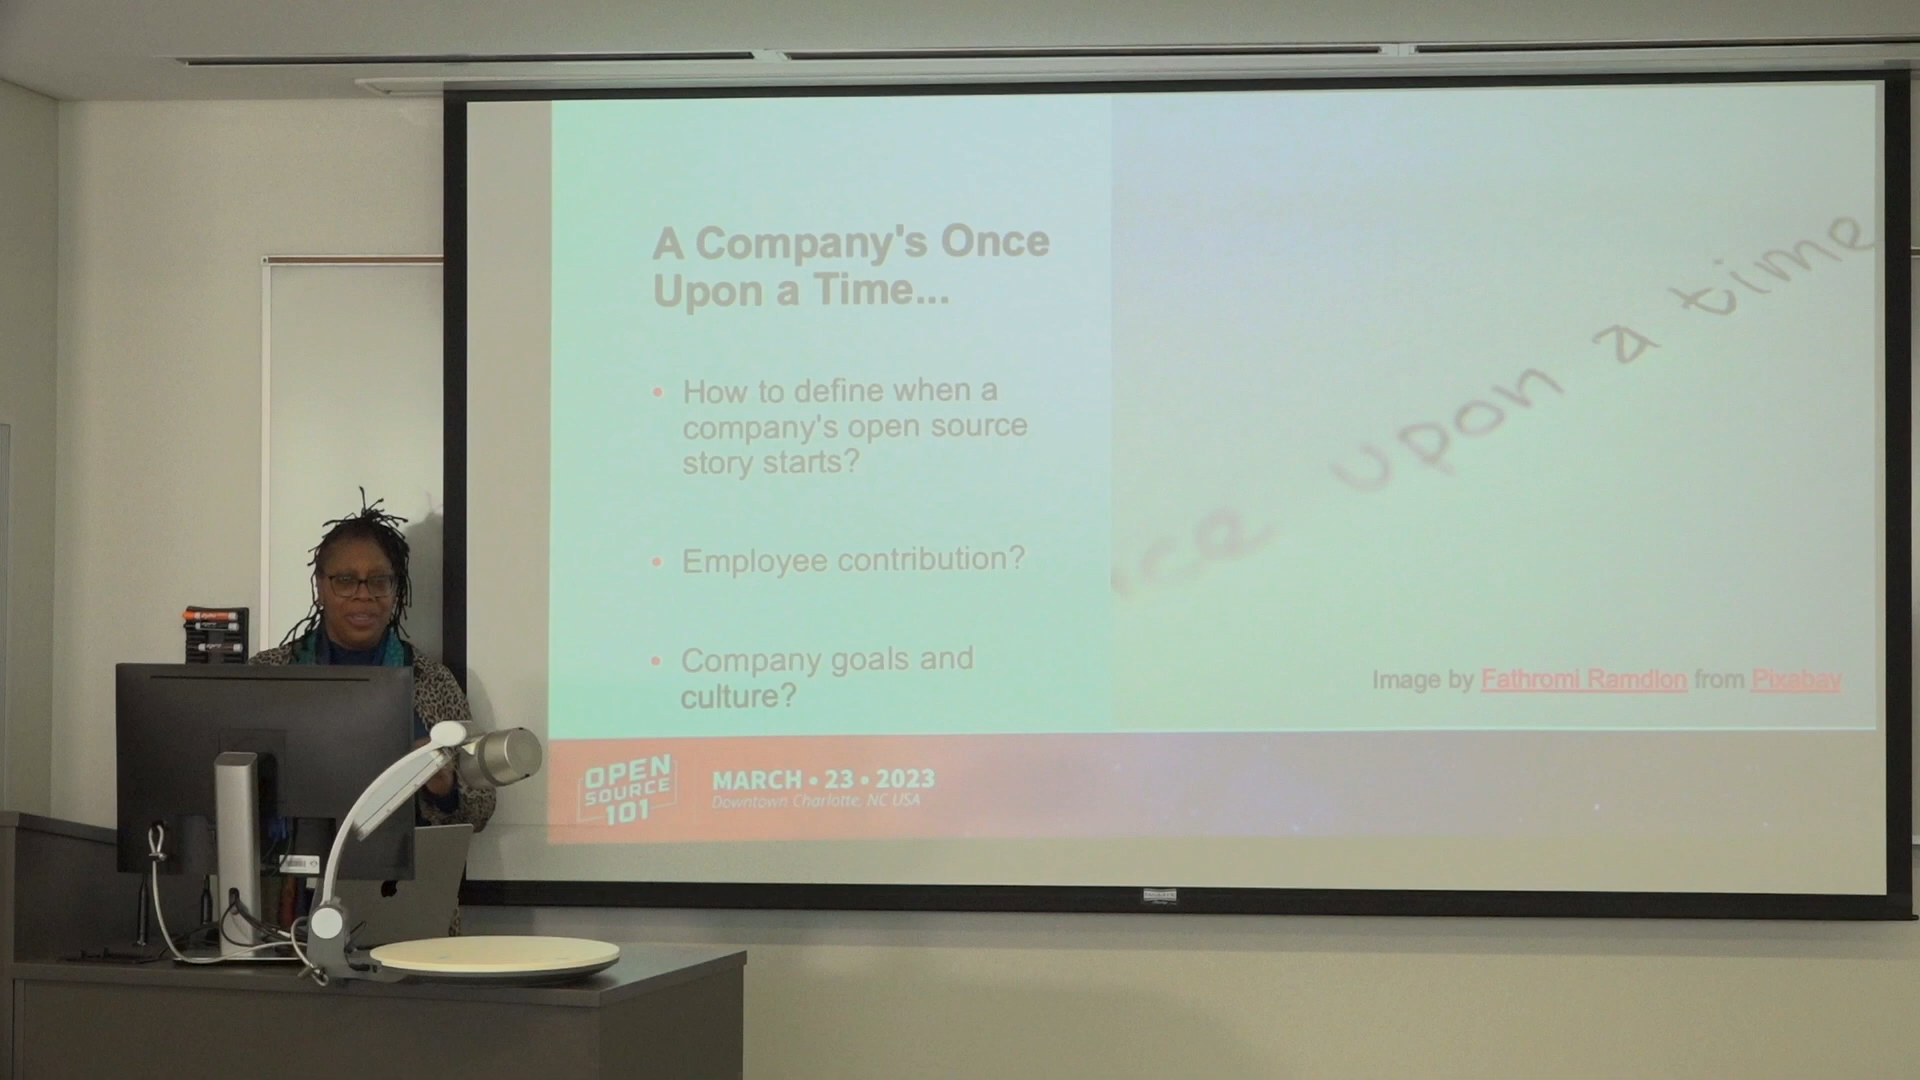 A Company's Once
Upon a Time...
• How to define when a
company's open source
story starts?
• Employee contribution?
• Company goals and
culture?
upon a time
Image by Fathromi Ramdlon from Pixabay
OPEN
SOURCE
101
MARCH • 23 • 2023
Downtown Charlotte, NC USA